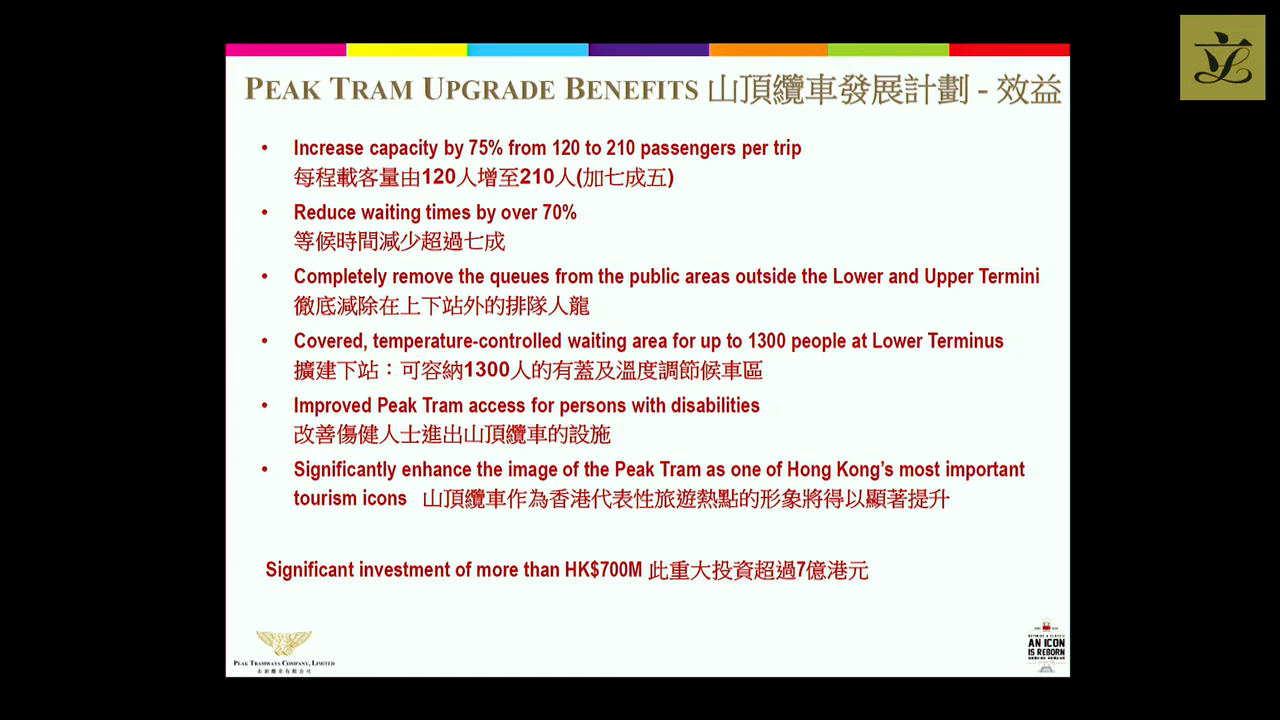 PEAK TRAM UPGRADE BENEFITS 山頂纜車發展計劃 - 效益
• Increase capacity by 75% from 120 to 210 passengers per trip
每程載客量由120人增至210人(加七成五)
• Reduce waiting times by over 70%
等候時間減少超過七成
• Completely remove the queues from the public areas outside the Lower and Upper Termini
徹底減除在上下站外的排隊人龍
• Covered, temperature-controlled waiting area for up to 1300 people at Lower Terminus
擴建下站：可容納1300人的有蓋及溫度調節候車區
• Improved Peak Tram access for persons with disabilities
改善傷健人士進出山頂纜車的設施
• Significantly enhance the image of the Peak Tram as one of Hong Kong's most important
tourism icons 山頂纜車作為香港代表性旅遊熱點的形象將得以顯著提升
Significant investment of more than HK$700M 此重大投資超過7億港元
PEAK TRAMWAYS COMPANY, LIMITED
山頂纜車有限公司
AN ICON
IS REBORN